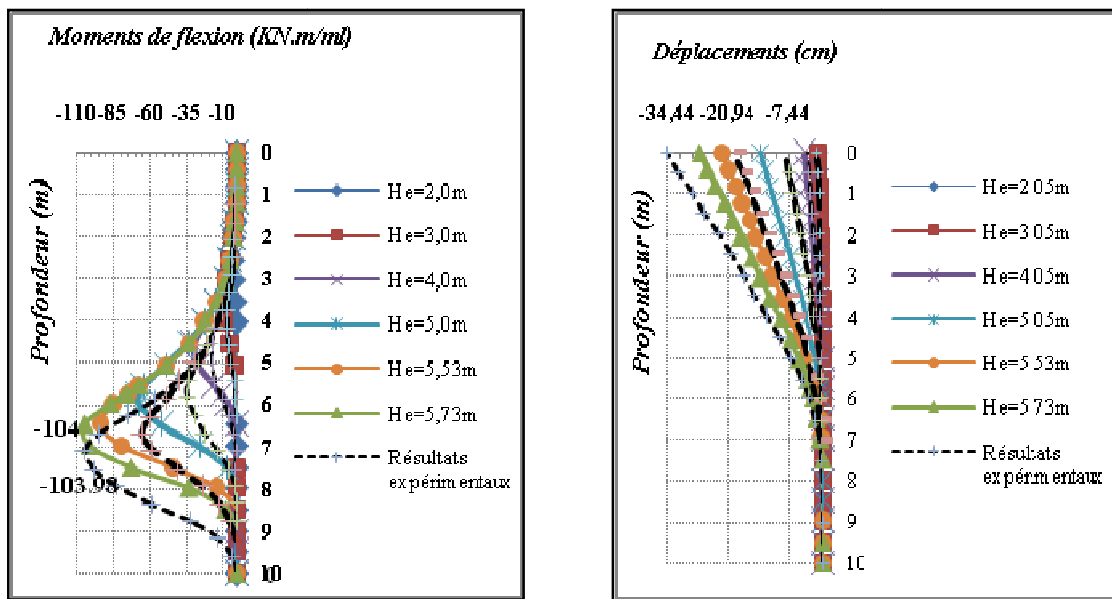 Moments de flexion (KN.m/ml)
-110 -85 -60 -35 -10
Profondeur (m)
0
1
2
3
4
5
6
7
8
9
10
-104
-103.98
He=2,0m
He=3,0m
He=4,0m
He=5,0m
He=5,53m
He=5,73m
Résultats
expérimentaux
Déplacements (cm)
-34,44 -20,94 -7,44
Profondeur (m)
0
1
2
3
4
5
6
7
8
9
10
He=2 05m
He=3 05m
He=4 05m
He=5 05m
He=5 53m
He=5 73m
Résultats
expérimentaux